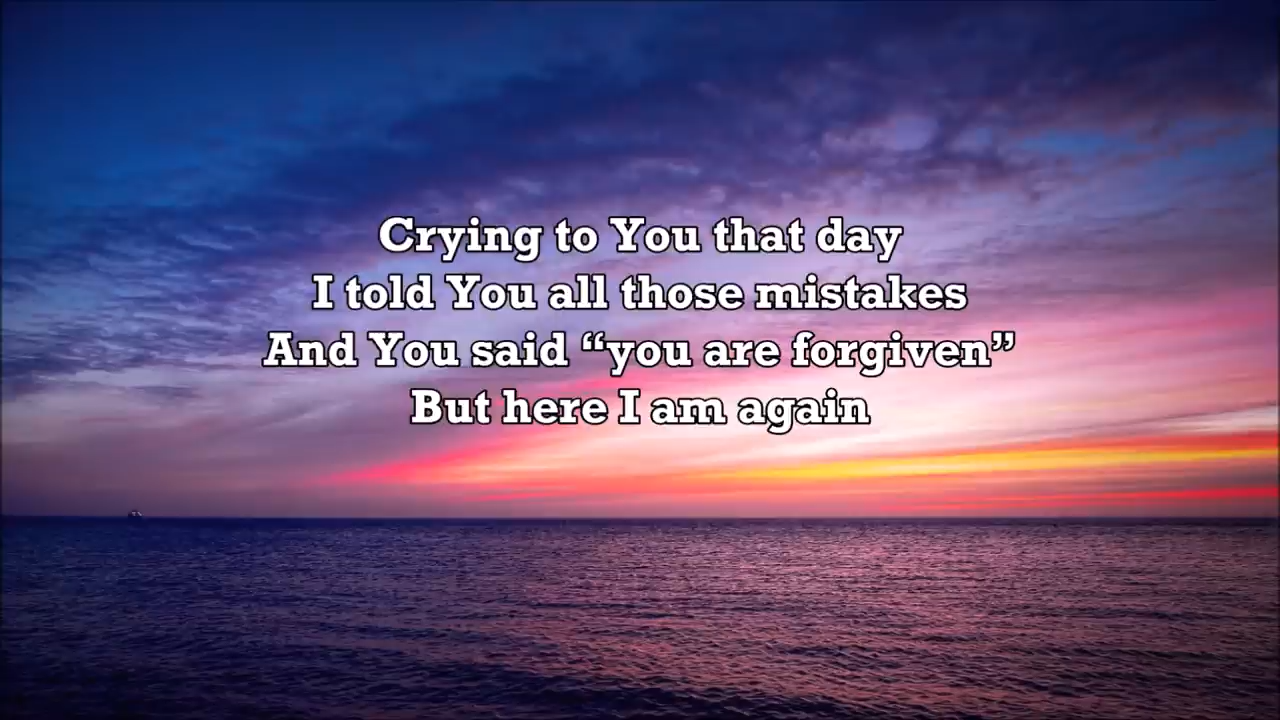 Crying to You that day
I told You all those mistakes
And You said “you are forgiven”
But here I am again